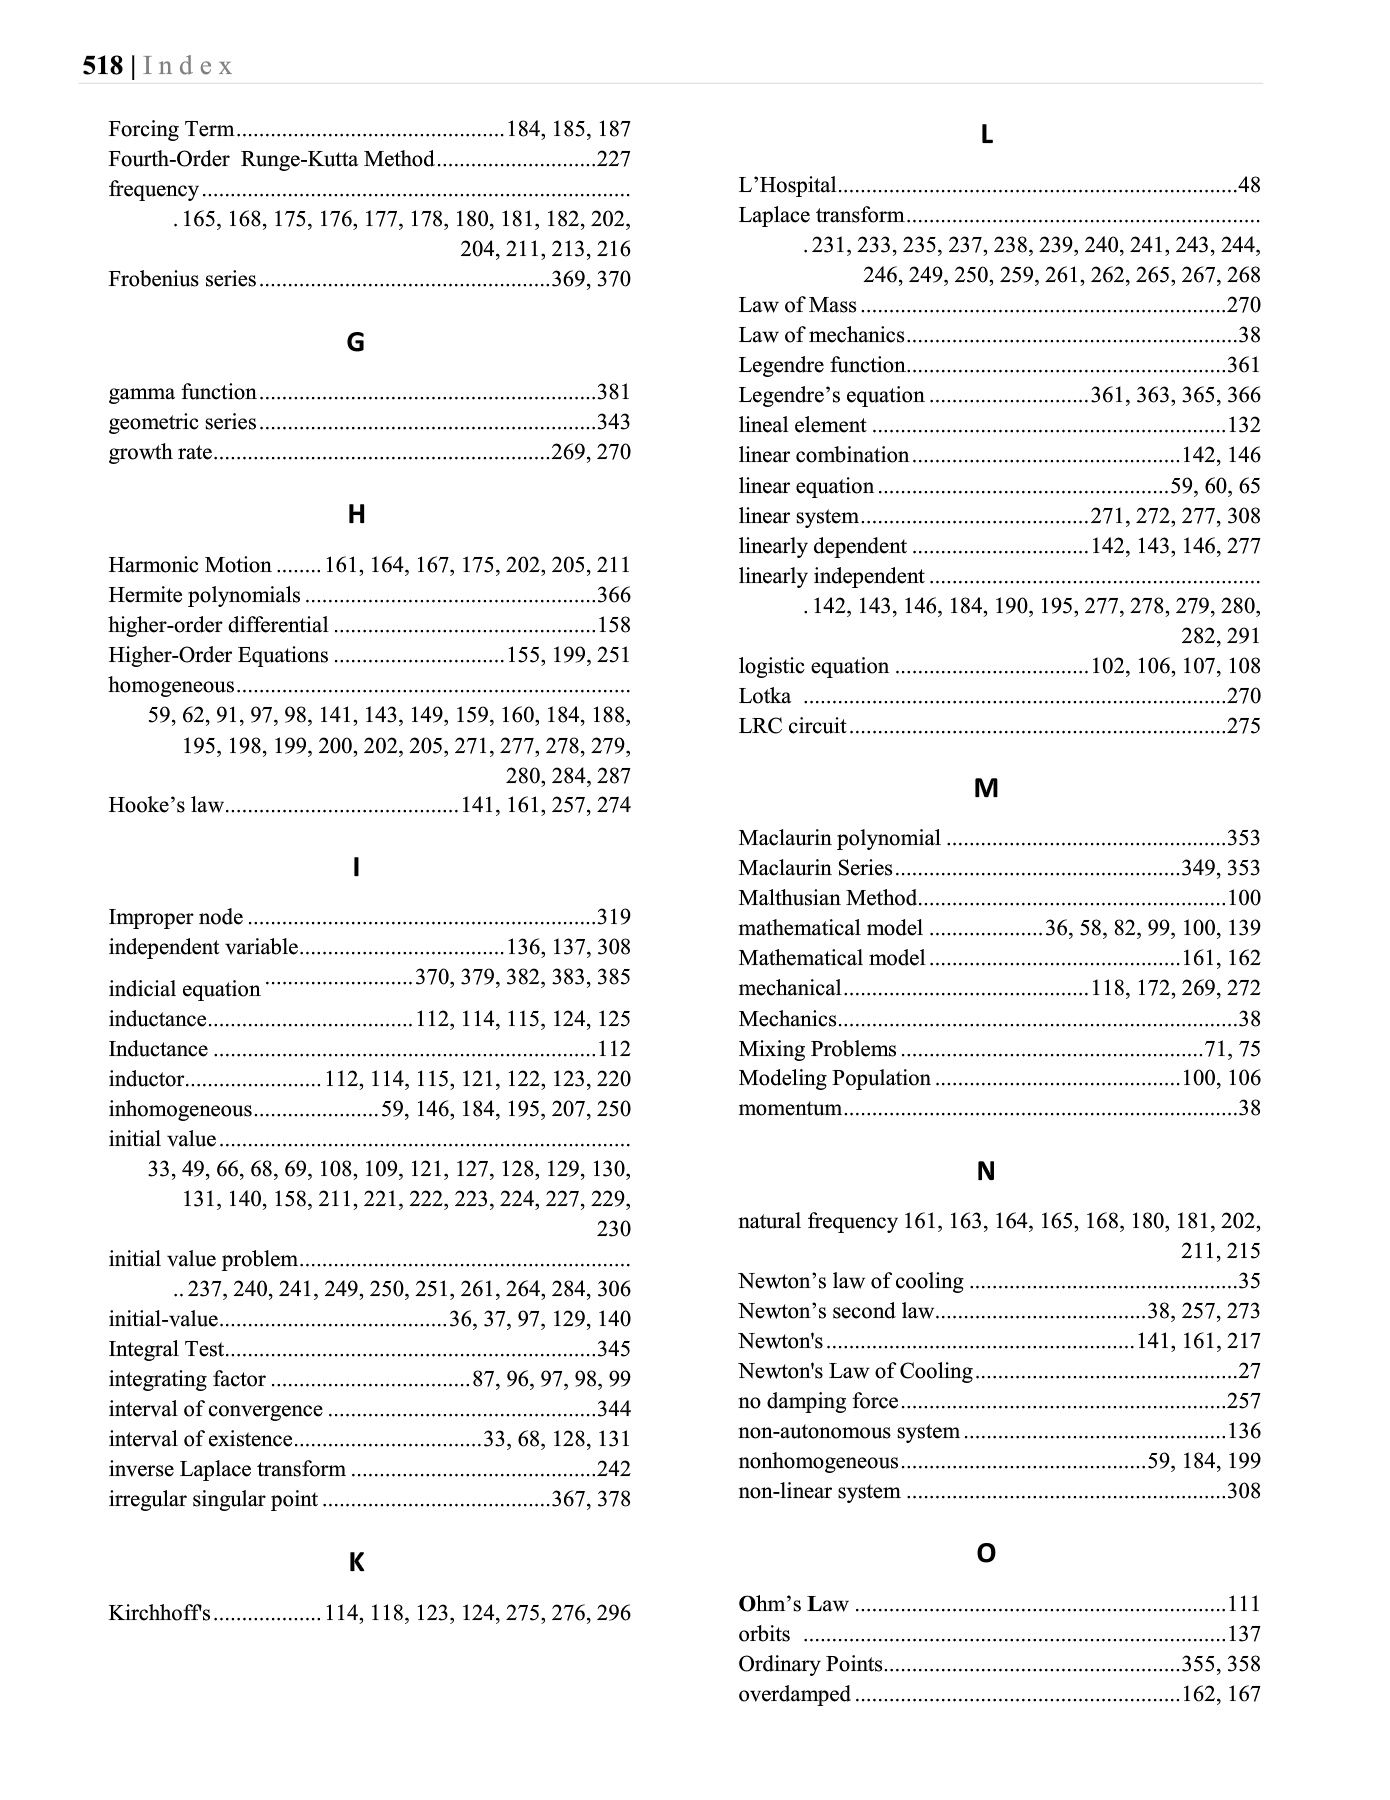 518 | Index
Forcing Term...............................................184, 185, 187
Fourth-Order  Runge-Kutta Method............................227
frequency...........................................................................
. 165, 168, 175, 176, 177, 178, 180, 181, 182, 202,
204, 211, 213, 216
Frobenius series...................................................369, 370
G
gamma function...........................................................381
geometric series...........................................................343
growth rate...........................................................269, 270
H
Harmonic Motion ........161, 164, 167, 175, 202, 205, 211
Hermite polynomials ...................................................366
higher-order differential ..............................................158
Higher-Order Equations ..............................155, 199, 251
homogeneous.....................................................................
59, 62, 91, 97, 98, 141, 143, 149, 159, 160, 184, 188,
195, 198, 199, 200, 202, 205, 271, 277, 278, 279,
280, 284, 287
Hooke’s law.........................................141, 161, 257, 274
I
Improper node .............................................................319
independent variable....................................136, 137, 308
indicial equation ..........................370, 379, 382, 383, 385
inductance....................................112, 114, 115, 124, 125
Inductance ...................................................................112
inductor........................112, 114, 115, 121, 122, 123, 220
inhomogeneous......................59, 146, 184, 195, 207, 250
initial value........................................................................
33, 49, 66, 68, 69, 108, 109, 121, 127, 128, 129, 130,
131, 140, 158, 211, 221, 222, 223, 224, 227, 229,
230
initial value problem..........................................................
.. 237, 240, 241, 249, 250, 251, 261, 264, 284, 306
initial-value........................................36, 37, 97, 129, 140
Integral Test.................................................................345
integrating factor ...................................87, 96, 97, 98, 99
interval of convergence ...............................................344
interval of existence.................................33, 68, 128, 131
inverse Laplace transform ...........................................242
irregular singular point ........................................367, 378
K
Kirchhoff's...................114, 118, 123, 124, 275, 276, 296
L
L’Hospital......................................................................48
Laplace transform..............................................................
. 231, 233, 235, 237, 238, 239, 240, 241, 243, 244,
246, 249, 250, 259, 261, 262, 265, 267, 268
Law of Mass ................................................................270
Law of mechanics..........................................................38
Legendre function........................................................361
Legendre’s equation ............................361, 363, 365, 366
lineal element ..............................................................132
linear combination...............................................142, 146
linear equation ...................................................59, 60, 65
linear system........................................271, 272, 277, 308
linearly dependent ...............................142, 143, 146, 277
linearly independent ..........................................................
. 142, 143, 146, 184, 190, 195, 277, 278, 279, 280,
282, 291
logistic equation ..................................102, 106, 107, 108
Lotka  ..........................................................................270
LRC circuit..................................................................275
M
Maclaurin polynomial .................................................353
Maclaurin Series..................................................349, 353
Malthusian Method......................................................100
mathematical model ....................36, 58, 82, 99, 100, 139
Mathematical model............................................161, 162
mechanical...........................................118, 172, 269, 272
Mechanics......................................................................38
Mixing Problems .....................................................71, 75
Modeling Population ...........................................100, 106
momentum.....................................................................38
N
natural frequency 161, 163, 164, 165, 168, 180, 181, 202,
211, 215
Newton’s law of cooling ...............................................35
Newton’s second law.....................................38, 257, 273
Newton's......................................................141, 161, 217
Newton's Law of Cooling..............................................27
no damping force.........................................................257
non-autonomous system ..............................................136
nonhomogeneous...........................................59, 184, 199
non-linear system ........................................................308
O
Ohm’s Law .................................................................111
orbits  ..........................................................................137
Ordinary Points....................................................355, 358
overdamped .........................................................162, 167